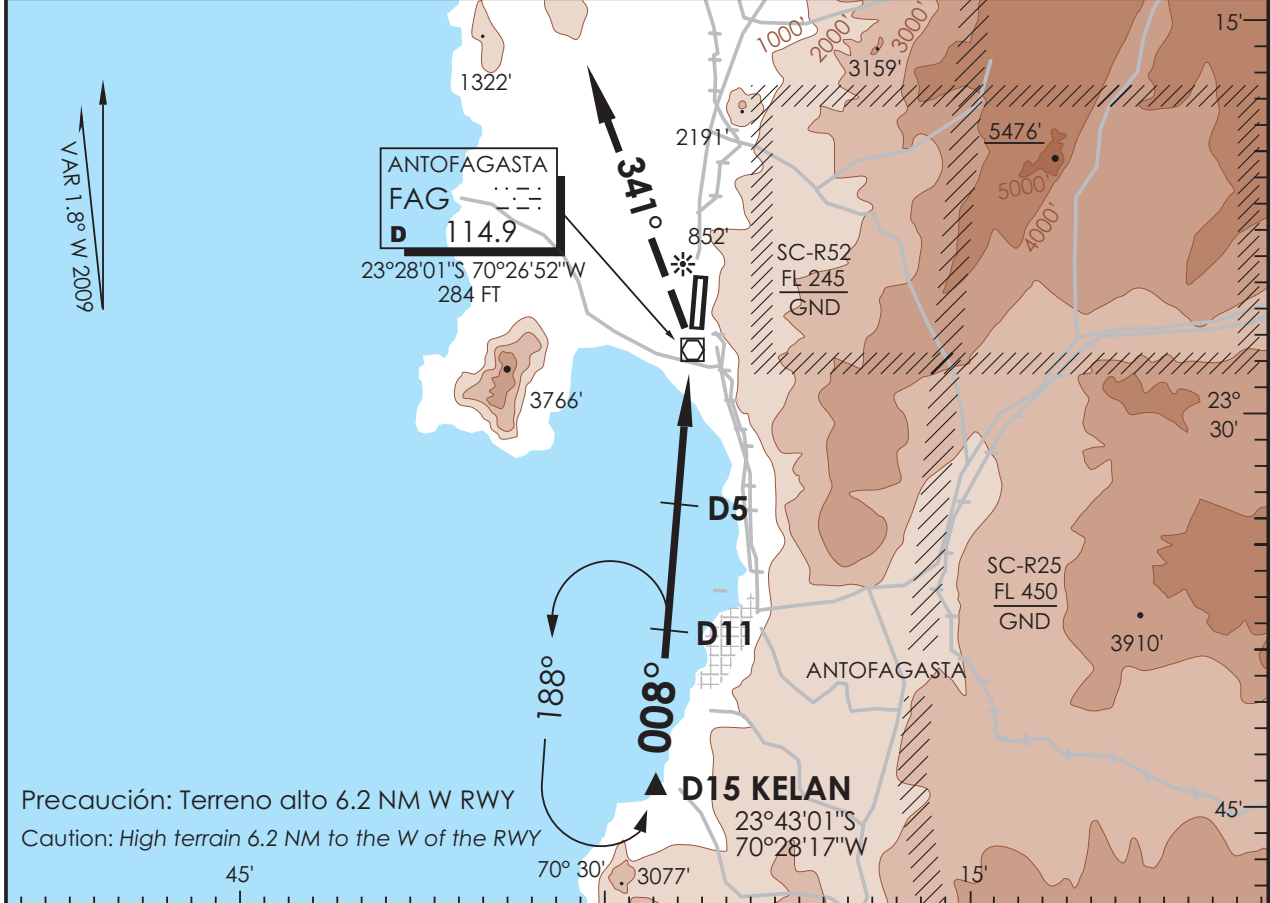 15'
1000'
2000'
3000'
3159'
1322'
VAR 1.8° W 2009
ANTOFAGASTA
FAG
D 114.9
23°28'01"S 70°26'52"W
284 FT
341°
2191'
5476'
5000'
4000'
852'
SC-R52
FL 245
GND
3766'
23°
30'
D5
SC-R25
FL 450
GND
3910'
D11
ANTOFAGASTA
188°
008°
D15 KELAN
23°43'01"S
70°28'17"W
Precaución: Terreno alto 6.2 NM W RWY
Caution: High terrain 6.2 NM to the W of the RWY
45'
45'
70° 30'
3077'
15'